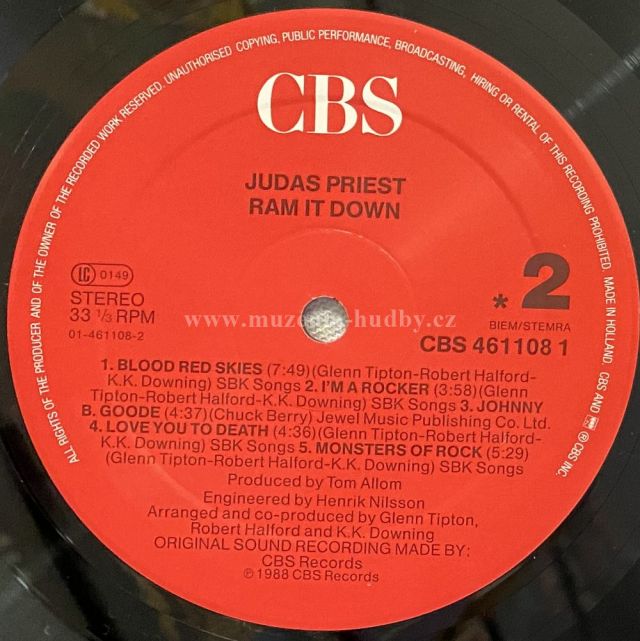 ALL RIGHTS OF THE PRODUCER AND OF THE OWNER OF THE RECORDED WORK RESERVED. UNAUTHORISED COPYING, PUBLIC PERFORMANCE, BROADCASTING, HIRING OR RENTAL OF THIS RECORDING PROHIBITED. MADE IN HOLLAND CBS AND ® CBS INC.
CBS
JUDAS PRIEST
RAM IT DOWN
LC 0149
STEREO
33 1/3 RPM
01-461108-2
* 2
BIEM/STEMRA
CBS 461108 1
www.muzeum-hudby.cz
1. BLOOD RED SKIES (7:49)(Glenn Tipton-Robert Halford-
K.K. Downing) SBK Songs 2. I'M A ROCKER (3:58)(Glenn
Tipton-Robert Halford-K.K. Downing) SBK Songs 3. JOHNNY
B. GOODE (4:37)(Chuck Berry) Jewel Music Publishing Co. Ltd.
4. LOVE YOU TO DEATH (4:36)(Glenn Tipton-Robert Halford-
K.K. Downing) SBK Songs 5. MONSTERS OF ROCK (5:29)
(Glenn Tipton-Robert Halford-K.K. Downing) SBK Songs
Produced by Tom Allom
Engineered by Henrik Nilsson
Arranged and co-produced by Glenn Tipton,
Robert Halford and K.K. Downing
ORIGINAL SOUND RECORDING MADE BY:
CBS Records
℗ 1988 CBS Records